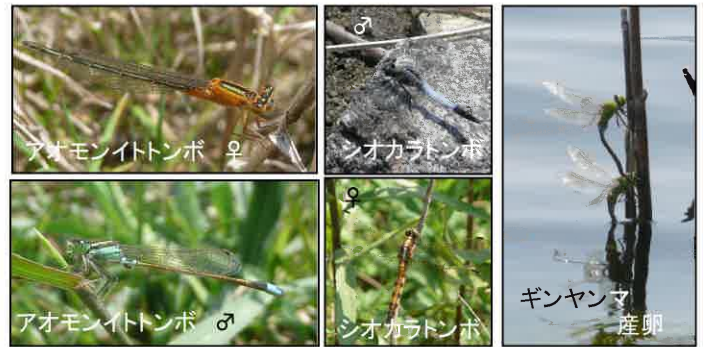 アオモンイトトンボ ♀
♂
シオカラトンボ
アオモンイトトンボ ♂
♀
シオカラトンボ
ギンヤンマ
産卵